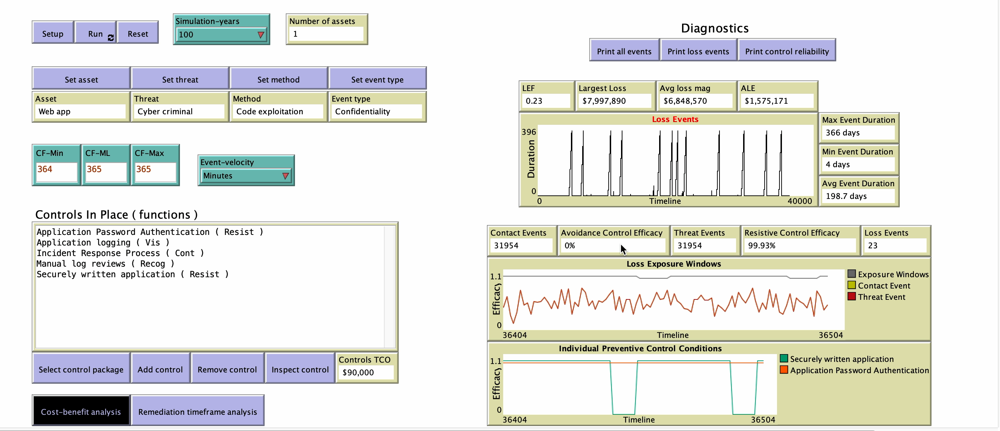 Setup
Run
Reset
Simulation-years
100
Number of assets
1
Set asset
Set threat
Set method
Set event type
Asset
Web app
Threat
Cyber criminal
Method
Code exploitation
Event type
Confidentiality
CF-Min
364
CF-ML
365
CF-Max
365
Event-velocity
Minutes
Controls In Place ( functions )
Application Password Authentication ( Resist )
Application logging ( Vis )
Incident Response Process ( Cont )
Manual log reviews ( Recog )
Securely written application ( Resist )
Select control package
Add control
Remove control
Inspect control
Controls TCO
$90,000
Cost-benefit analysis
Remediation timeframe analysis
Diagnostics
Print all events
Print loss events
Print control reliability
LEF
0.23
Largest Loss
$7,997,890
Avg loss mag
$6,848,570
ALE
$1,575,171
Loss Events
396
Duration
0
0
Timeline
40000
Max Event Duration
366 days
Min Event Duration
4 days
Avg Event Duration
198.7 days
Contact Events
31954
Avoidance Control Efficacy
0%
Threat Events
31954
Resistive Control Efficacy
99.93%
Loss Events
23
Loss Exposure Windows
1.1
Efficacy
0
36404
Timeline
36504
Exposure Windows
Contact Event
Threat Event
Individual Preventive Control Conditions
1.1
Efficacy
0
36404
Timeline
36504
Securely written application
Application Password Authentication